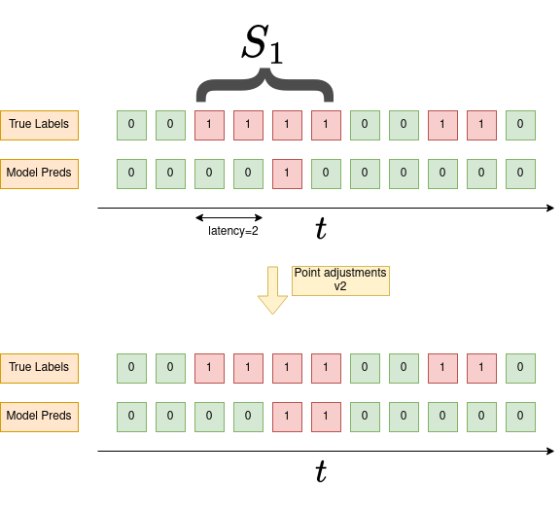 S₁
True Labels 0 0 1 1 1 1 0 0 1 1 0
Model Preds 0 0 0 0 1 0 0 0 0 0 0
latency=2
t
Point adjustments
v2
True Labels 0 0 1 1 1 1 0 0 1 1 0
Model Preds 0 0 0 0 1 1 0 0 0 0 0
t